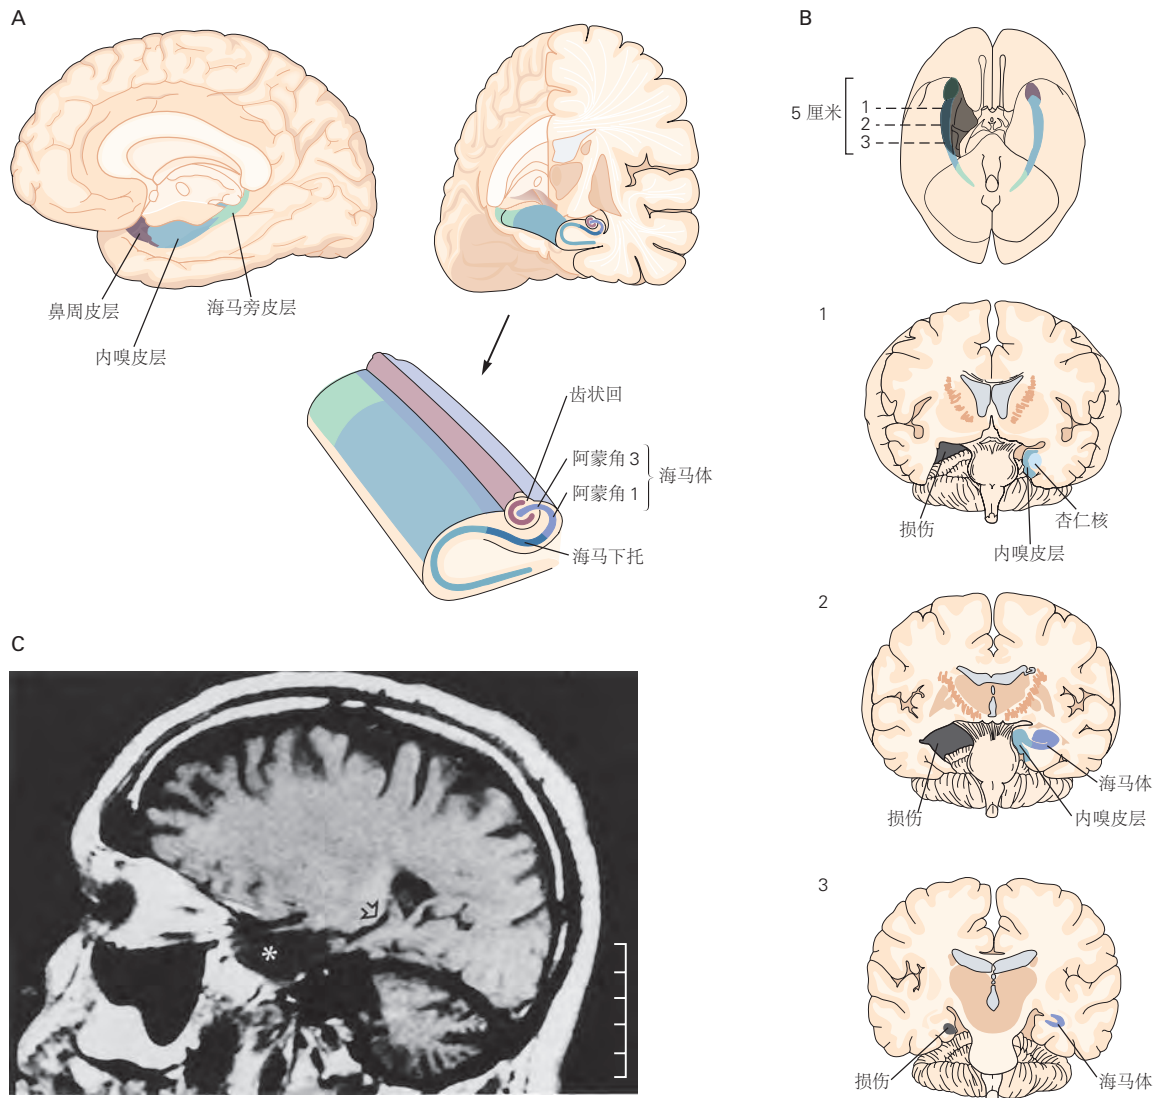 A
鼻周皮层
海马旁皮层
内嗅皮层
齿状回
阿蒙角 3
阿蒙角 1
海马体
海马下托
B
5 厘米
1
2
3
1
损伤
杏仁核
内嗅皮层
2
损伤
海马体
内嗅皮层
3
损伤
海马体
C
*